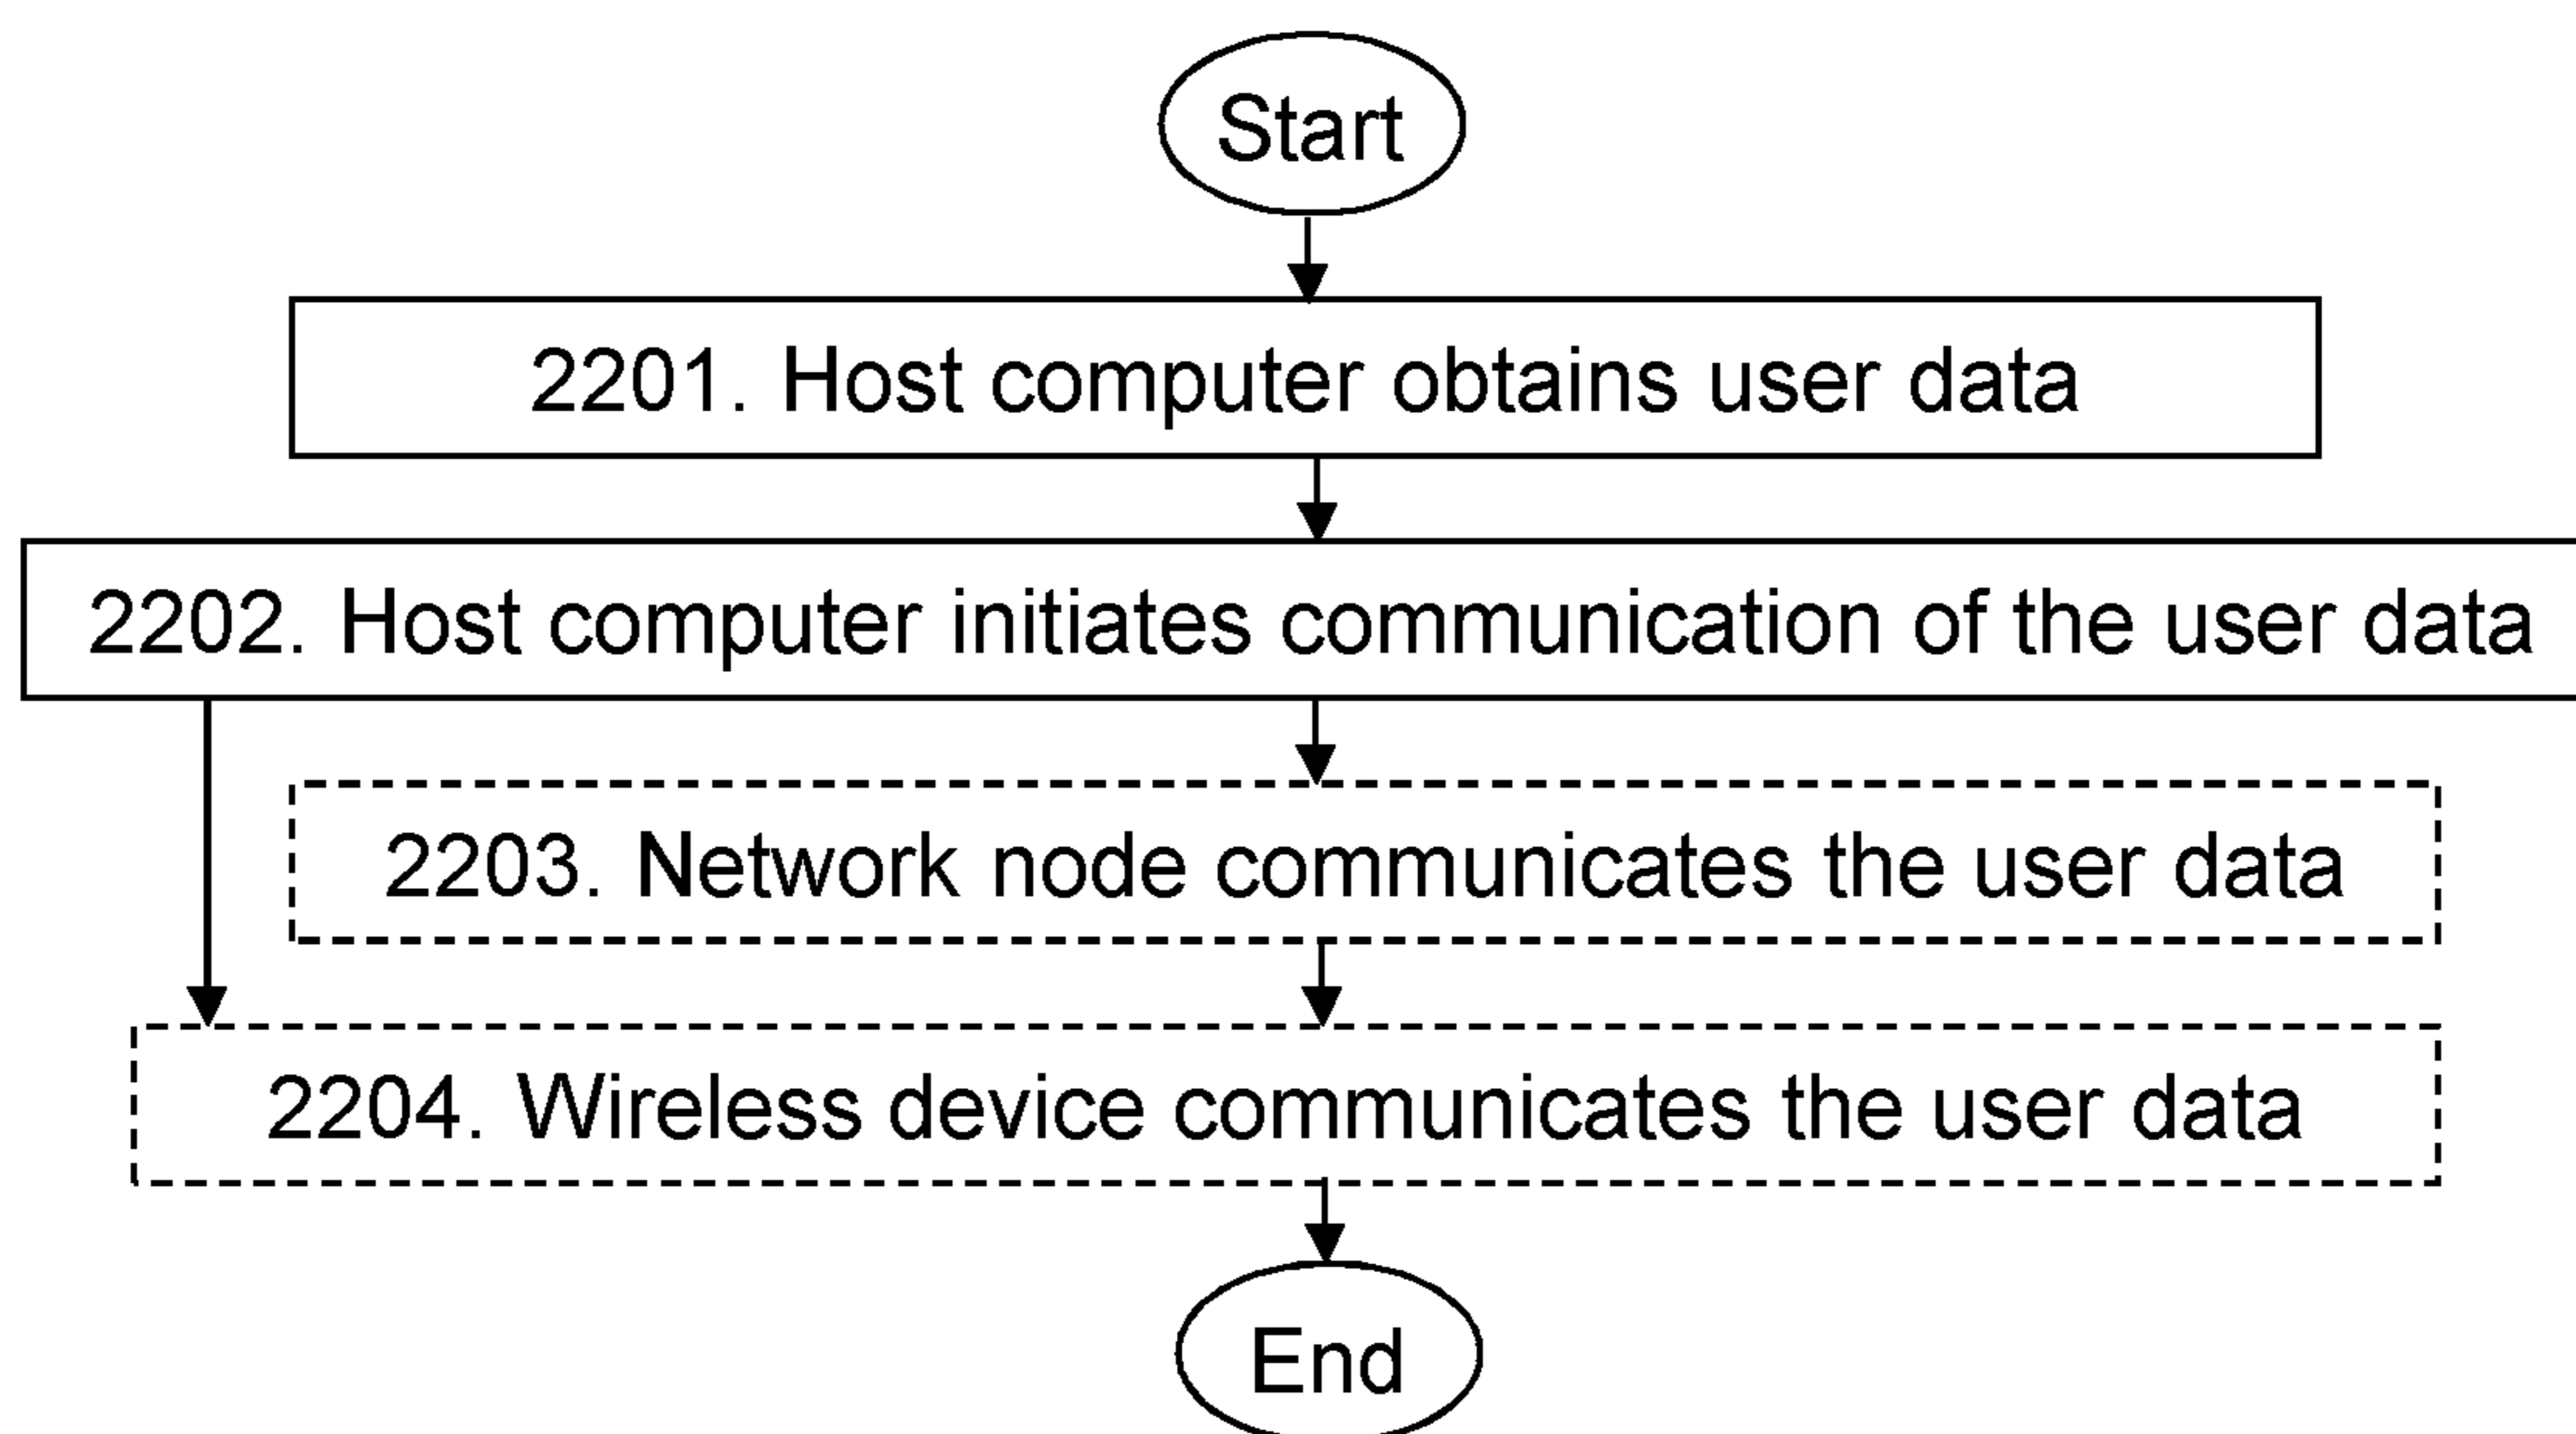 Start
2201. Host computer obtains user data
2202. Host computer initiates communication of the user data
2203. Network node communicates the user data
2204. Wireless device communicates the user data
End